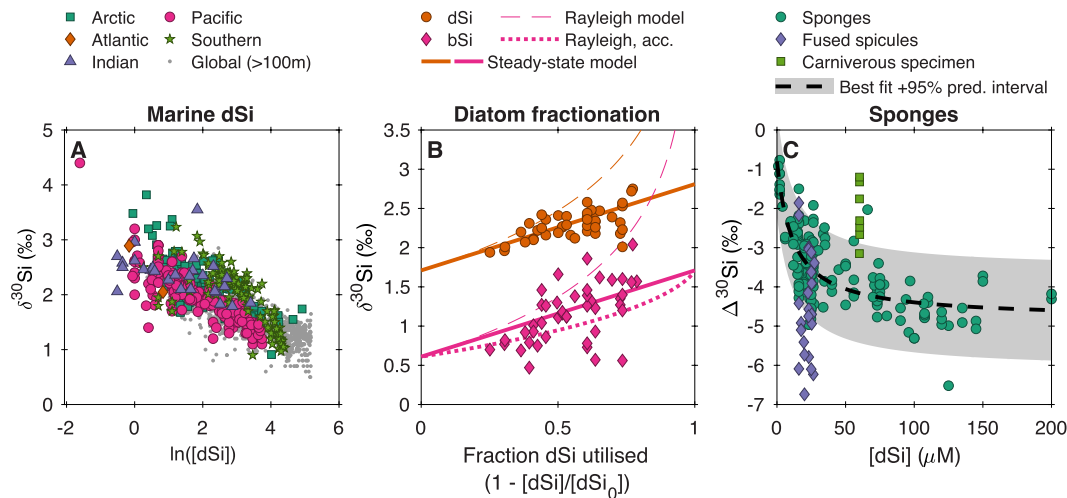 Arctic
Pacific
Atlantic
Southern
Indian
Global (>100m)
dSi
Rayleigh model
bSi
Rayleigh, acc.
Steady-state model
Sponges
Fused spicules
Carniverous specimen
Best fit +95% pred. interval
Marine dSi
A
5
4
3
2
1
0
δ³⁰Si (‰)
-2 0 2 4 6
ln([dSi])
Diatom fractionation
B
3.5
3
2.5
2
1.5
1
0.5
0
δ³⁰Si (‰)
0 0.5 1
Fraction dSi utilised
(1 - [dSi]/[dSi₀])
Sponges
C
-0
-1
-2
-3
-4
-5
-6
-7
Δ³⁰Si (‰)
0 50 100 150 200
[dSi] (μM)